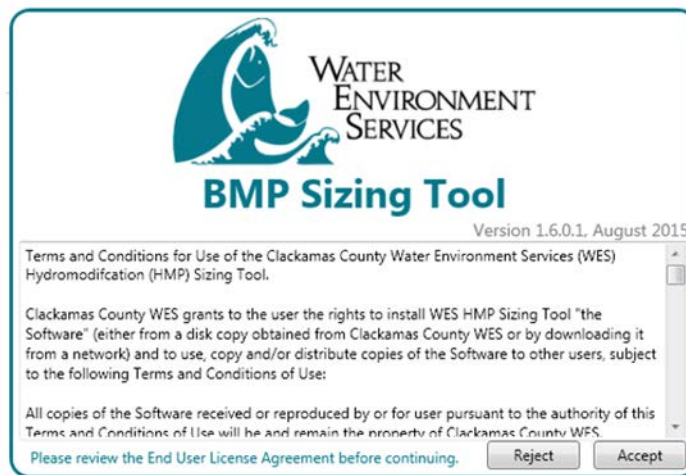 WATER
ENVIRONMENT
SERVICES
BMP Sizing Tool
Version 1.6.0.1, August 2015
Terms and Conditions for Use of the Clackamas County Water Environment Services (WES)
Hydromodifcation (HMP) Sizing Tool.
Clackamas County WES grants to the user the rights to install WES HMP Sizing Tool "the
Software" (either from a disk copy obtained from Clackamas County WES or by downloading it
from a network) and to use, copy and/or distribute copies of the Software to other users, subject
to the following Terms and Conditions of Use:
All copies of the Software received or reproduced by or for user pursuant to the authority of this
Terms and Conditions of Use will be and remain the property of Clackamas County WES.
Please review the End User License Agreement before continuing.
Reject
Accept